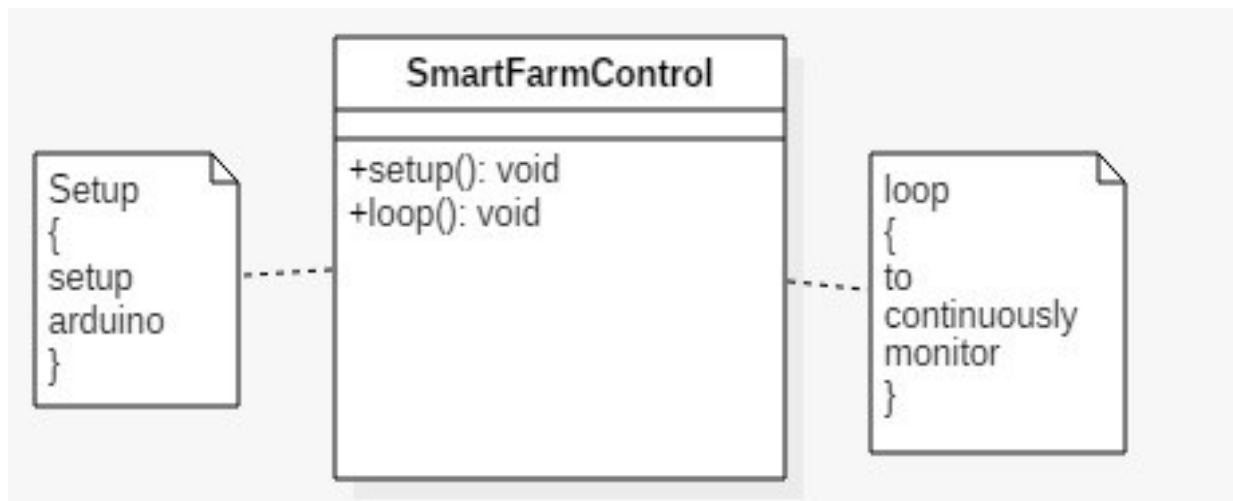 SmartFarmControl
+setup(): void
+loop(): void
Setup
{
setup
arduino
}
loop
{
to
continuously
monitor
}